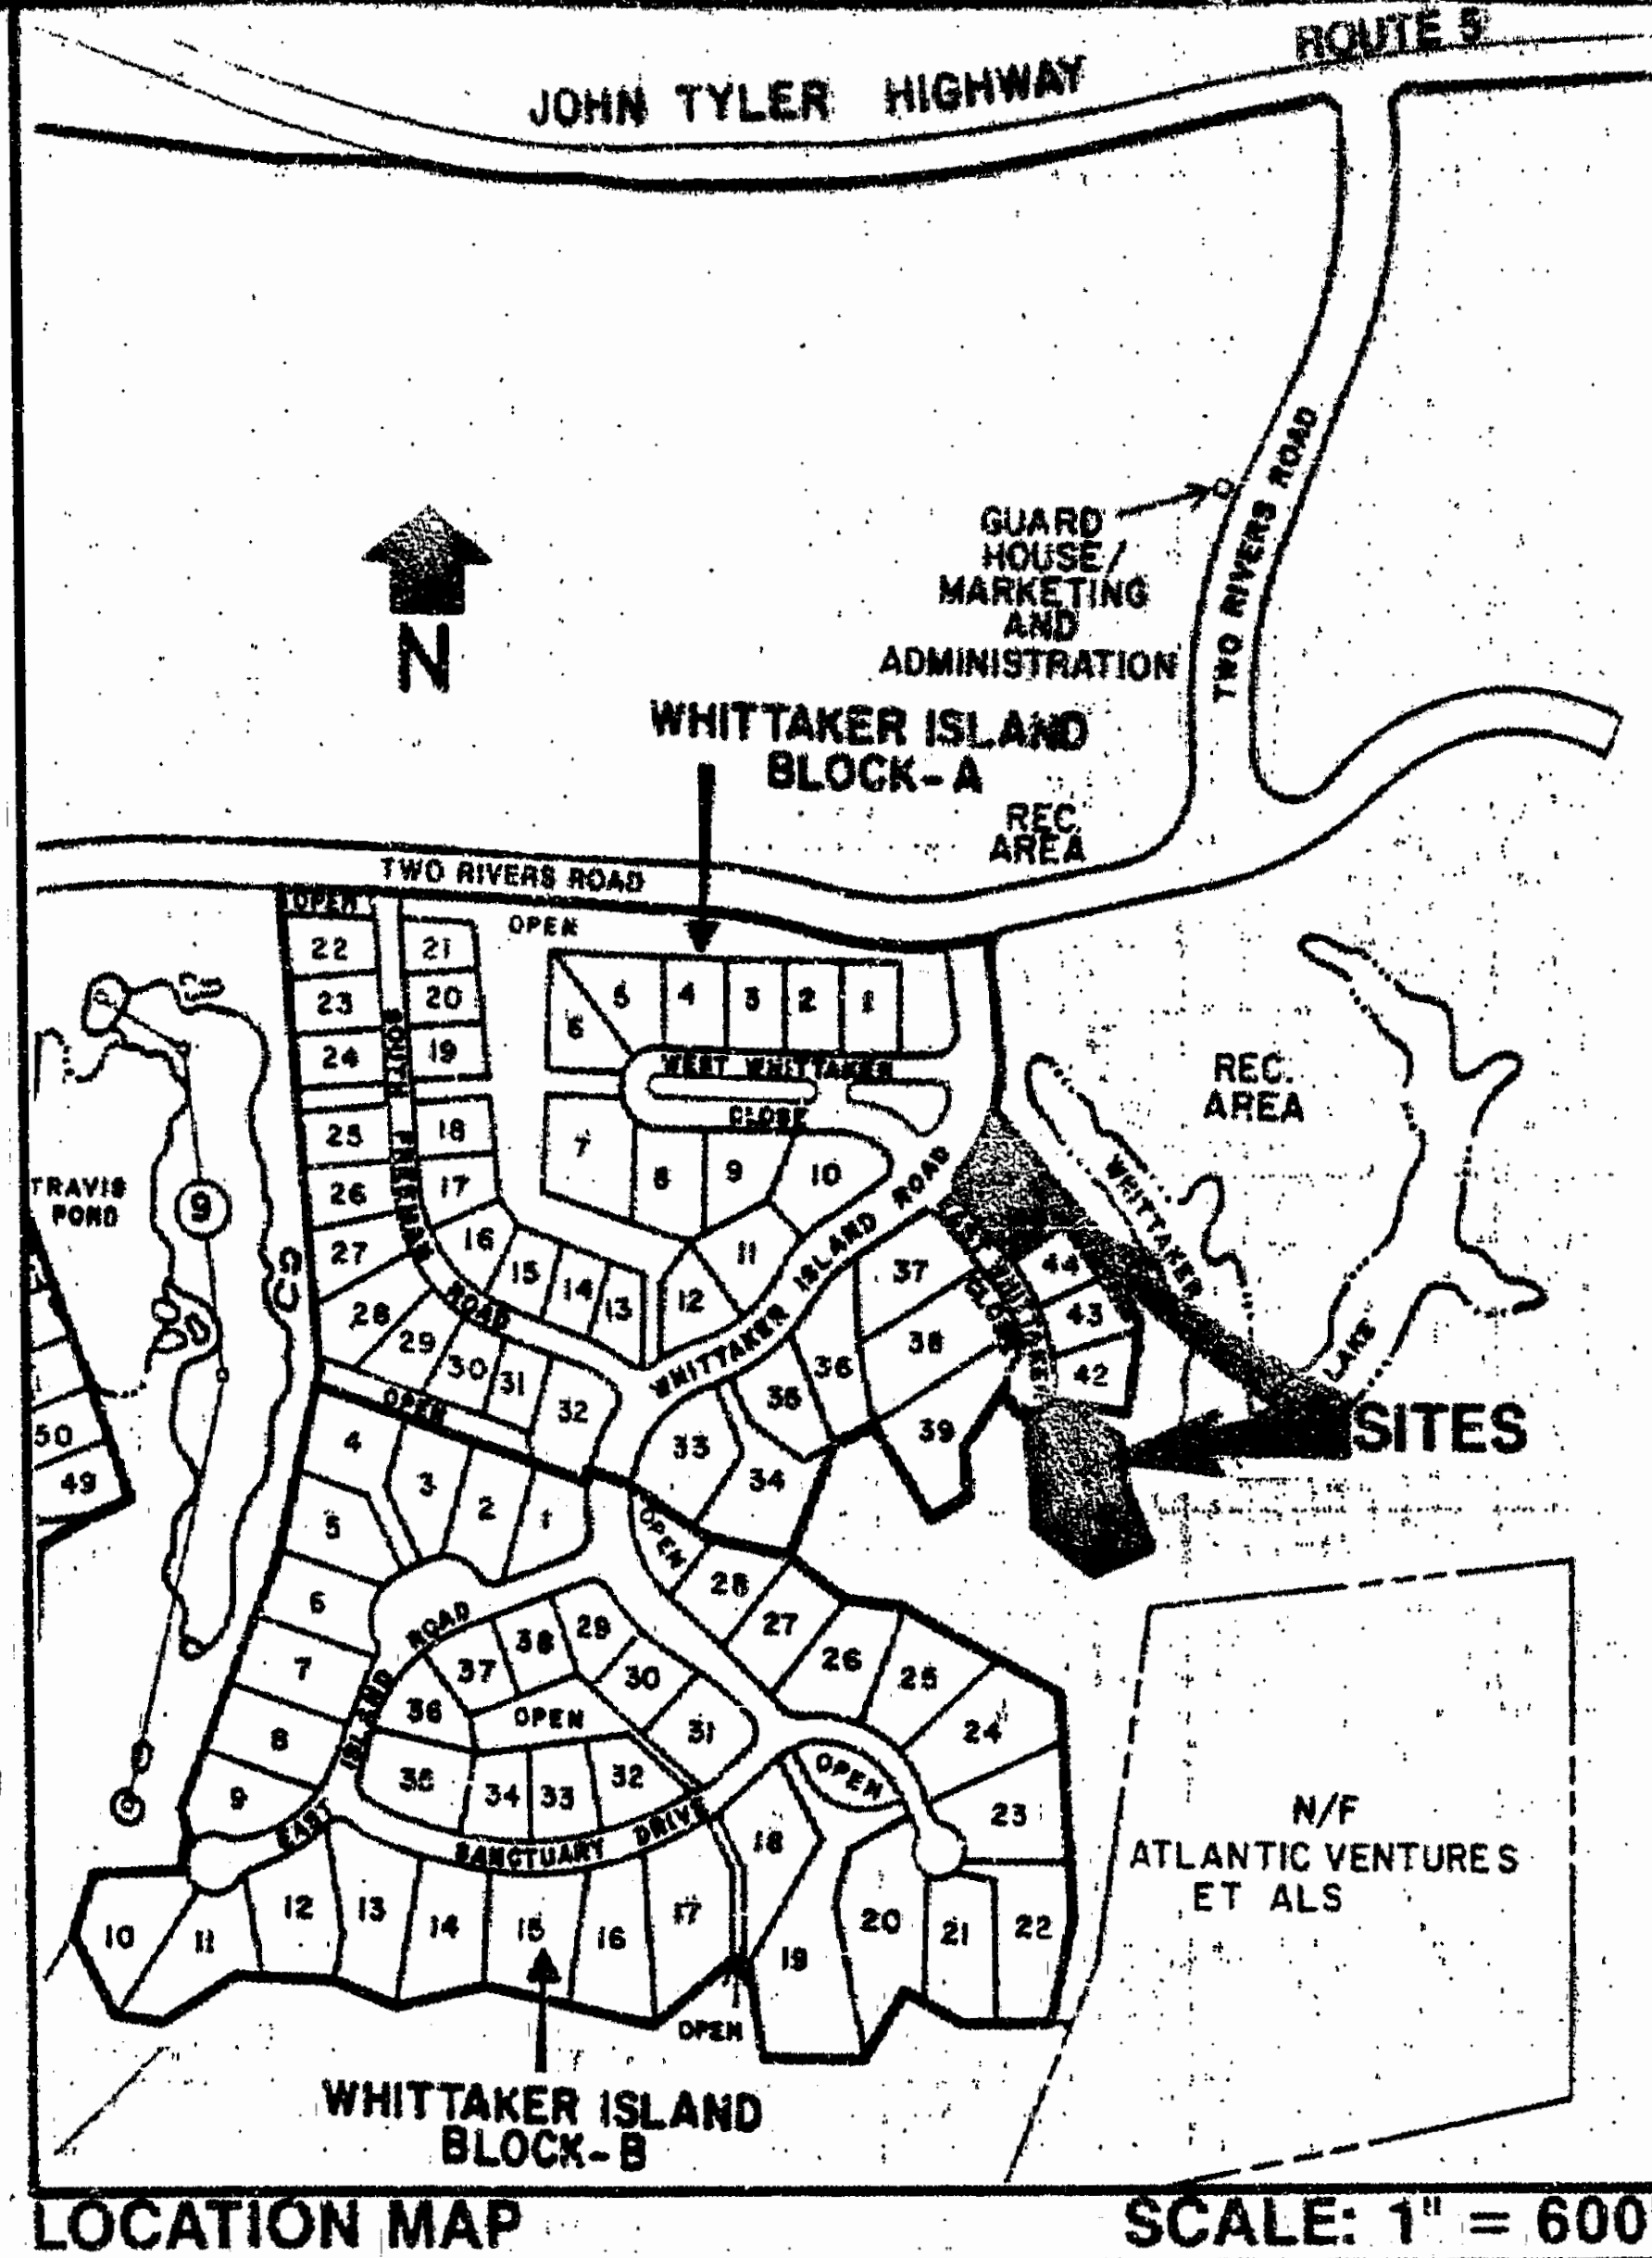 ROUTE 5
JOHN TYLER HIGHWAY
TWO RIVERS ROAD
GUARD
HOUSE/
MARKETING
AND
ADMINISTRATION
N
WHITTAKER ISLAND
BLOCK-A
REC.
AREA
TWO RIVERS ROAD
OPEN
OPEN
22
21
23
20
24
19
25
18
26
17
27
16
15
14
13
28
29
30
31
32
SOUTH FREEMAN ROAD
6
5
4
3
2
1
WEST WHITTAKER
CLOSE
7
8
9
10
11
12
WHITTAKER ISLAND ROAD
REC.
AREA
WHITTAKER
LAKE
TRAVIS
POND
9
50
49
EAST WHITTAKER
CLOSE
37
38
36
35
33
34
39
44
43
42
SITES
OPEN
4
3
2
1
5
6
7
8
9
OPEN
28
27
26
25
24
23
EAST ISLAND ROAD
38
29
37
30
36
OPEN
31
35
34
33
32
OPEN
SANCTUARY DRIVE
18
10
11
12
13
14
15
16
17
19
20
21
22
OPEN
N/F
ATLANTIC VENTURES
ET ALS
WHITTAKER ISLAND
BLOCK-B
LOCATION MAP
SCALE: 1" = 600